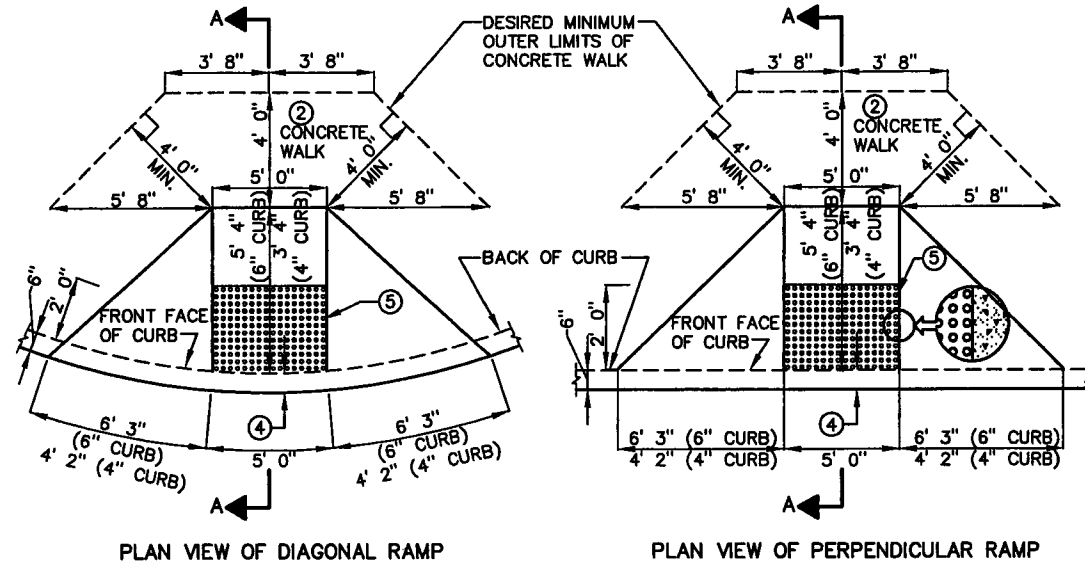 A
DESIRED MINIMUM
OUTER LIMITS OF
CONCRETE WALK
3' 8"
3' 8"
2
CONCRETE
WALK
4' 0"
4' 0"
MIN.
4' 0"
MIN.
5' 0"
5' 8"
5' 8"
5' 4"
(6" CURB)
3' 4"
(4" CURB)
6"
2' 0"
FRONT FACE
OF CURB
5
BACK OF CURB
4
6' 3"
(6" CURB)
4' 2" (4" CURB)
5' 0"
6' 3"
(6" CURB)
4' 2" (4" CURB)
A
PLAN VIEW OF DIAGONAL RAMP
A
3' 8"
3' 8"
2
CONCRETE
WALK
4' 0"
4' 0"
MIN.
4' 0"
MIN.
5' 0"
5' 8"
5' 8"
5' 4"
(6" CURB)
3' 4"
(4" CURB)
6"
2' 0"
FRONT FACE
OF CURB
5
4
6' 3" (6" CURB)
4' 2" (4" CURB)
5' 0"
6' 3" (6" CURB)
4' 2" (4" CURB)
A
PLAN VIEW OF PERPENDICULAR RAMP